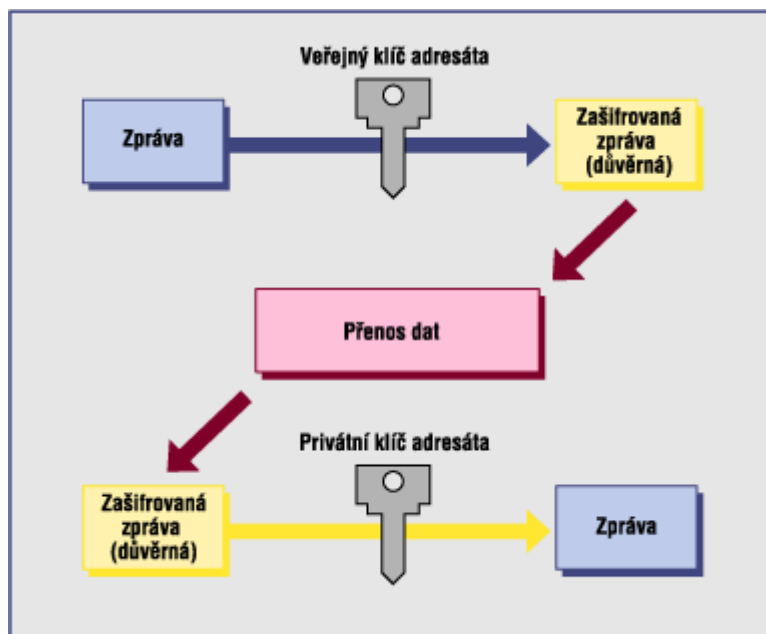 Veřejný klíč adresáta
Zpráva
Zašifrovaná
zpráva
(důvěrná)
Přenos dat
Privátní klíč adresáta
Zašifrovaná
zpráva
(důvěrná)
Zpráva